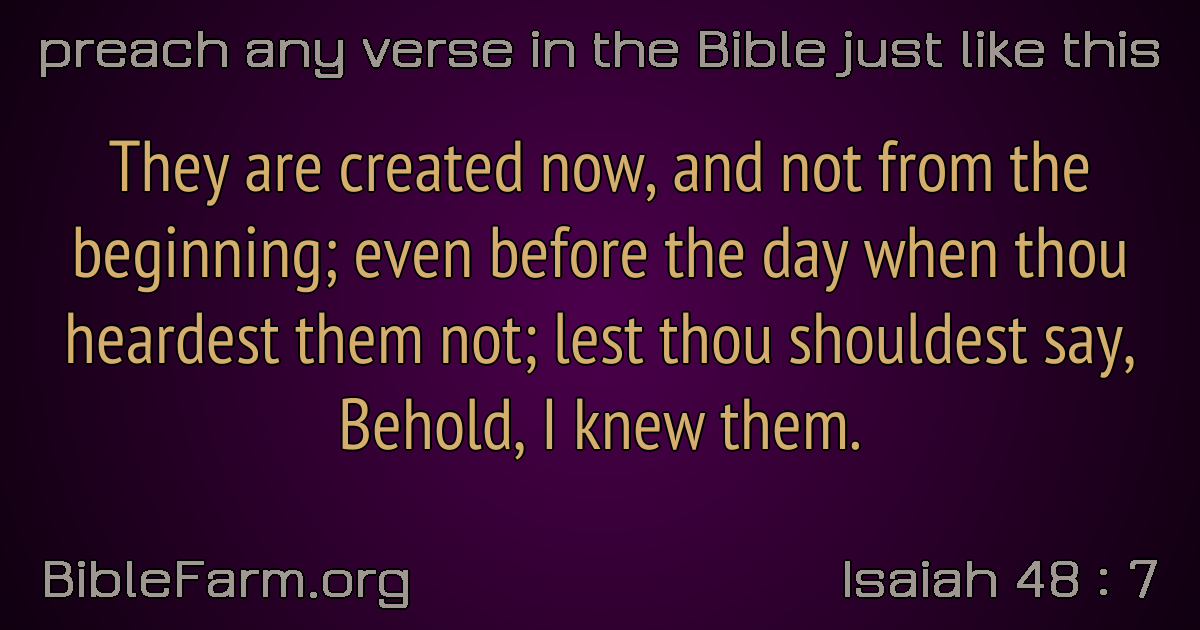 preach any verse in the Bible just like this
They are created now, and not from the
beginning; even before the day when thou
heardest them not; lest thou shouldest say,
Behold, I knew them.
BibleFarm.org
Isaiah 48 : 7